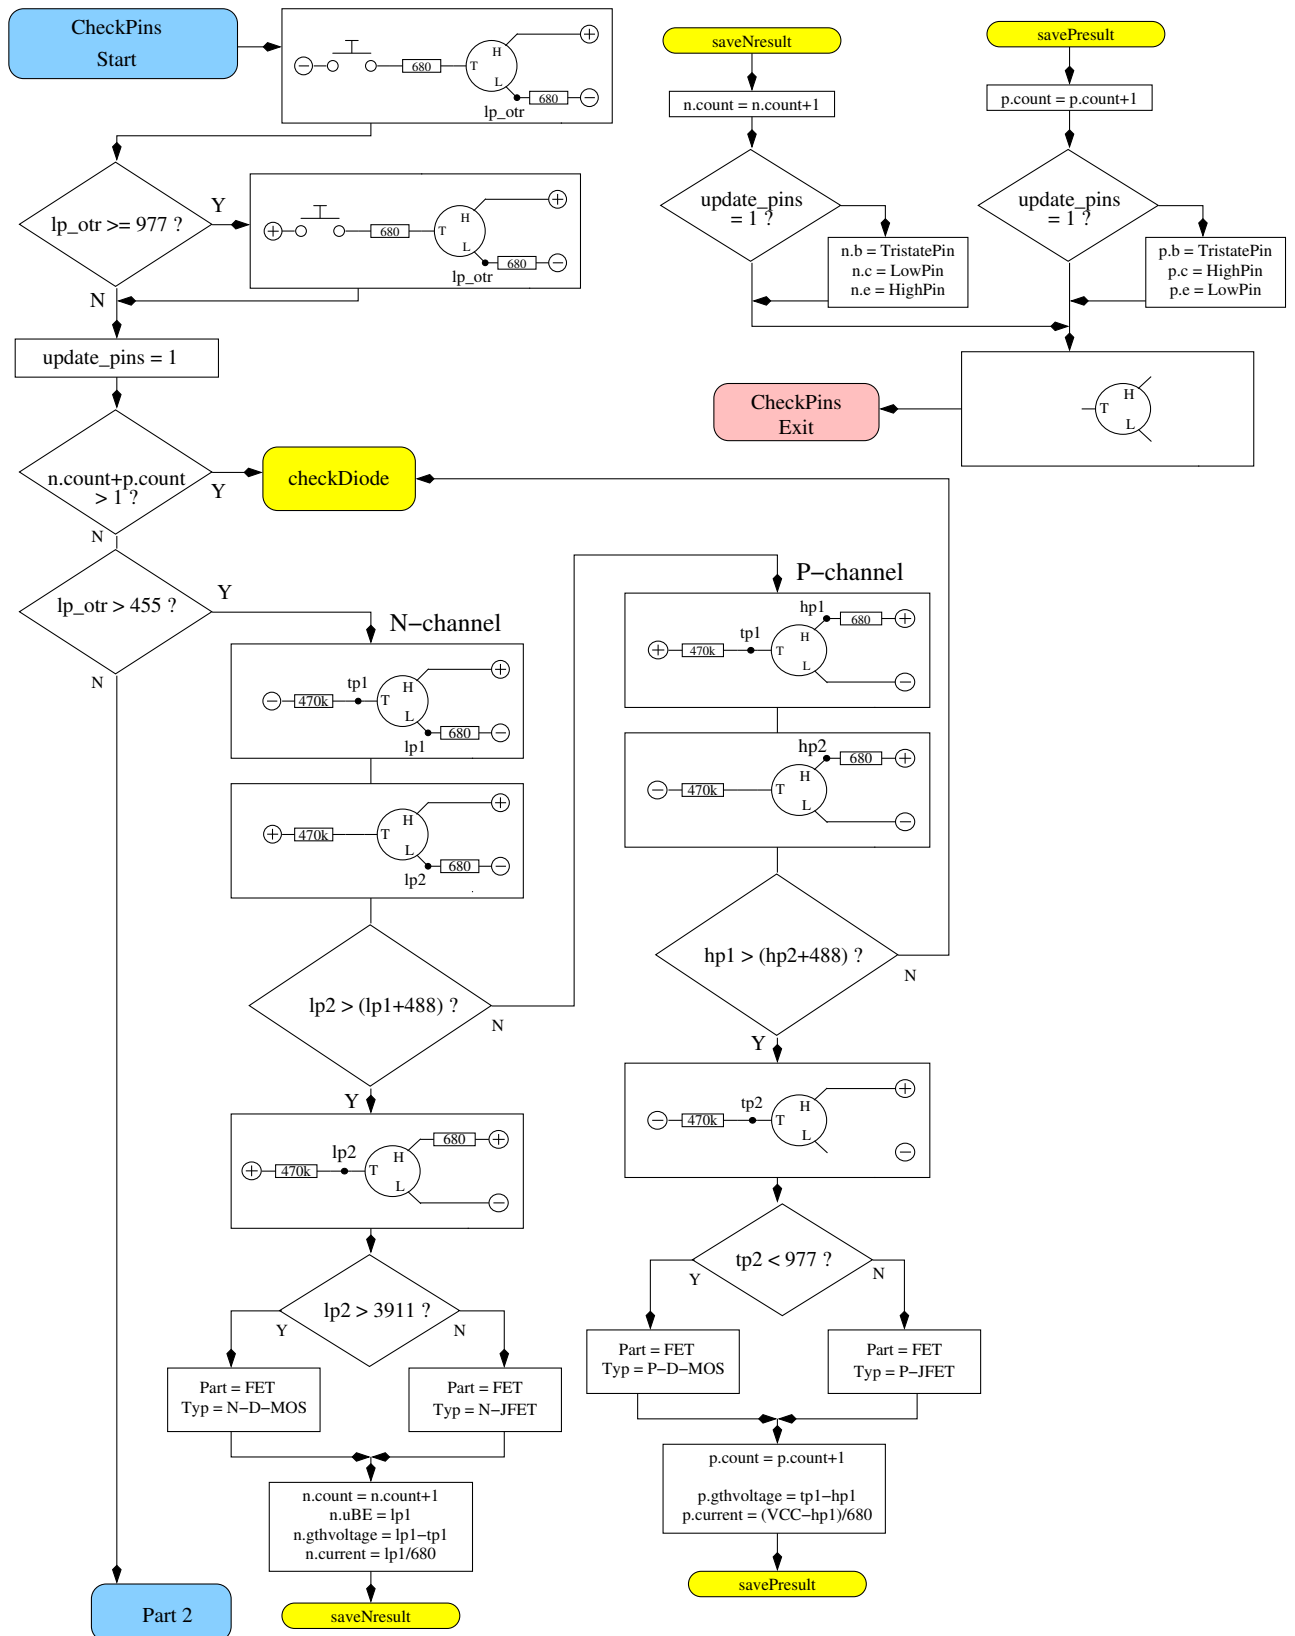 CheckPins
Start
H
T
L
680
680
lp_otr
saveNresult
n.count = n.count+1
update_pins
= 1 ?
n.b = TristatePin
n.c = LowPin
n.e = HighPin
savePresult
p.count = p.count+1
update_pins
= 1 ?
p.b = TristatePin
p.c = HighPin
p.e = LowPin
H
T
L
CheckPins
Exit
lp_otr >= 977 ?
Y
N
H
T
L
680
680
lp_otr
update_pins = 1
n.count+p.count
> 1 ?
Y
N
checkDiode
lp_otr > 455 ?
Y
N
N−channel
tp1
470k
T
H
L
680
lp1
470k
T
H
L
680
lp2
lp2 > (lp1+488) ?
N
Y
lp2
470k
T
H
L
680
lp2 > 3911 ?
Y
N
Part = FET
Typ = N−D−MOS
Part = FET
Typ = N−JFET
n.count = n.count+1
n.uBE = lp1
n.gthvoltage = lp1−tp1
n.current = lp1/680
saveNresult
P−channel
hp1
680
tp1
470k
T
H
L
hp2
680
470k
T
H
L
hp1 > (hp2+488) ?
N
Y
tp2
470k
T
H
L
tp2 < 977 ?
Y
N
Part = FET
Typ = P−D−MOS
Part = FET
Typ = P−JFET
p.count = p.count+1
p.gthvoltage = tp1−hp1
p.current = (VCC−hp1)/680
savePresult
Part 2